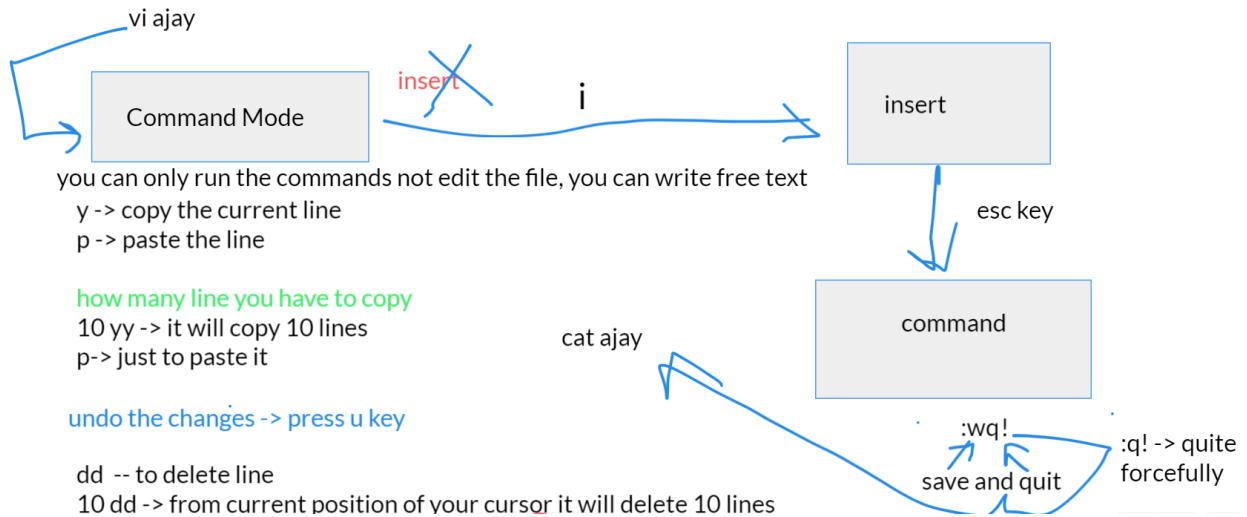 vi ajay
insert
i
Command Mode
insert
you can only run the commands not edit the file, you can write free text
y -> copy the current line
p -> paste the line
esc key
how many line you have to copy
10 yy -> it will copy 10 lines
p-> just to paste it
cat ajay
command
undo the changes -> press u key
:wq!
:q! -> quite
forcefully
save and quit
dd -- to delete line
10 dd -> from current position of your cursor it will delete 10 lines